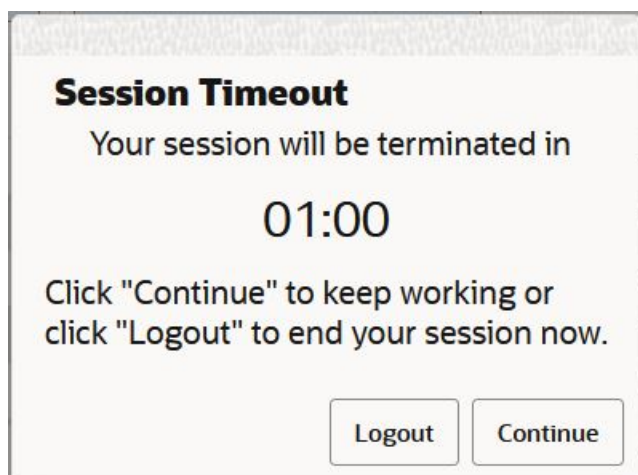 Session Timeout
Your session will be terminated in
01:00
Click "Continue" to keep working or
click "Logout" to end your session now.
Logout Continue